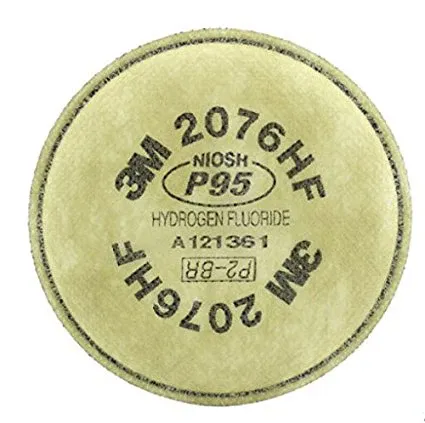 3M 2076HF
NIOSH
P95
HYDROGEN FLUORIDE
A121361
P2-BR
3M 2076HF